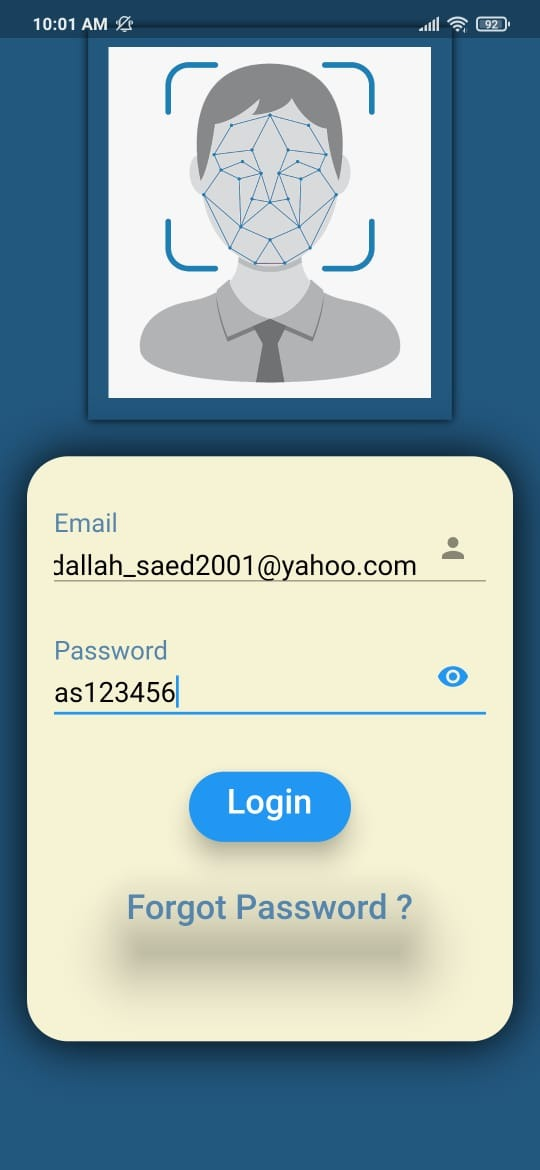 10:01 AM
92
Email
dallah_saed2001@yahoo.com
Password
as123456
Login
Forgot Password ?